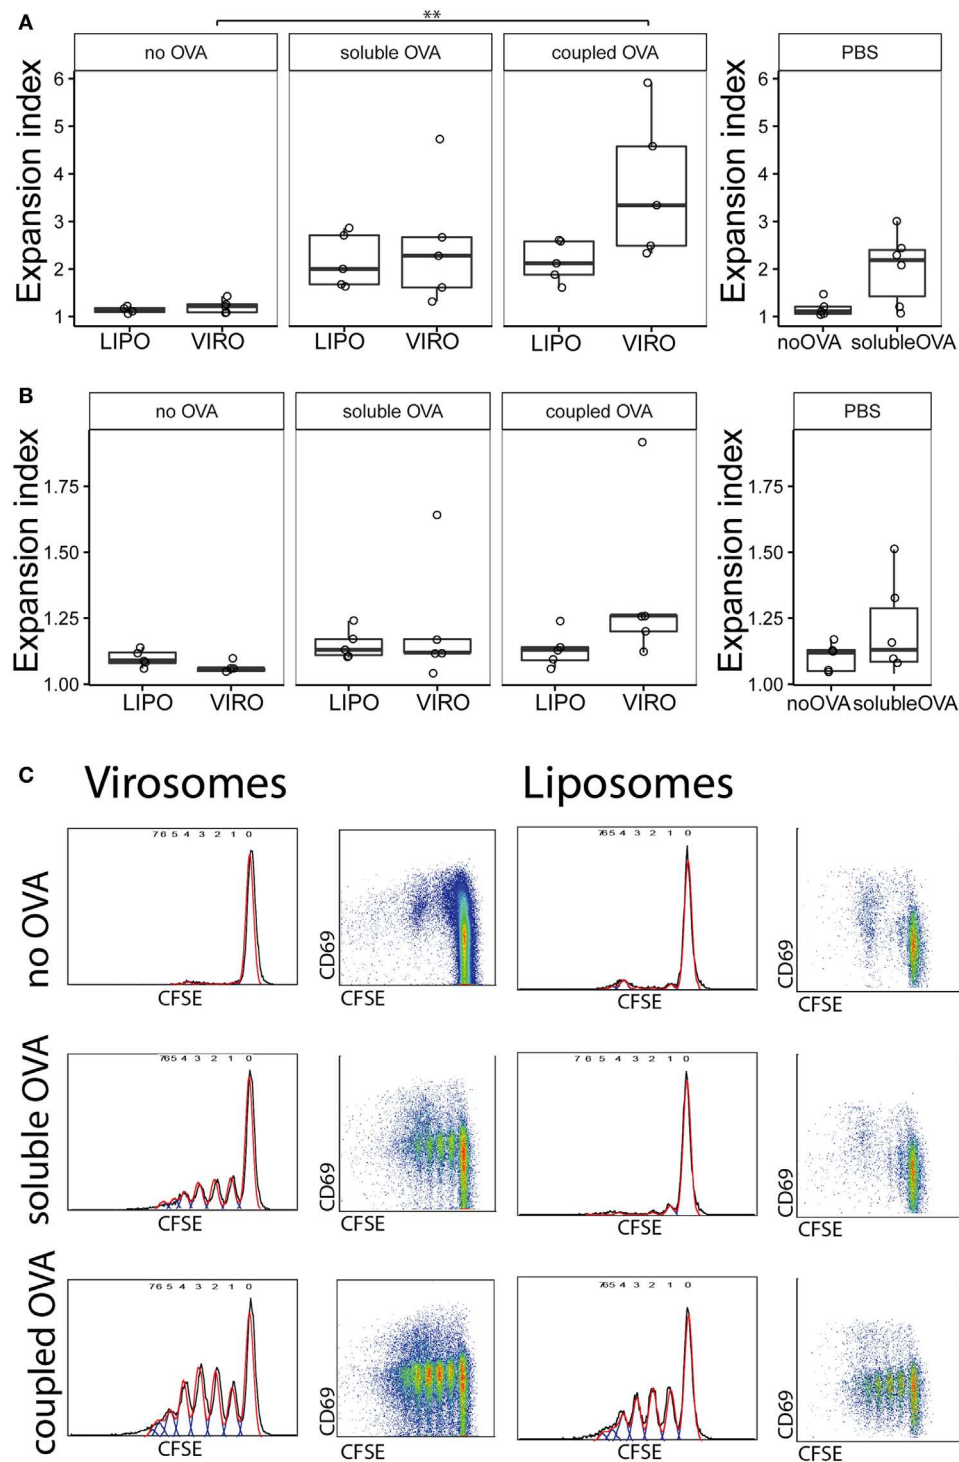 A
**
no OVA
soluble OVA
coupled OVA
PBS
Expansion index
6
5
4
3
2
1
LIPO VIRO
LIPO VIRO
LIPO VIRO
Expansion index
6
5
4
3
2
1
noOVA solubleOVA
B
no OVA
soluble OVA
coupled OVA
PBS
Expansion index
1.75
1.50
1.25
1.00
LIPO VIRO
LIPO VIRO
LIPO VIRO
Expansion index
1.75
1.50
1.25
1.00
noOVA solubleOVA
C
Virosomes
Liposomes
no OVA
7 6 5 4 3 2 1 0
CFSE
CD69
CFSE
7 6 5 4 3 2 1 0
CFSE
CD69
CFSE
soluble OVA
7 6 5 4 3 2 1 0
CFSE
CD69
CFSE
7 6 5 4 3 2 1 0
CFSE
CD69
CFSE
coupled OVA
7 6 5 4 3 2 1 0
CFSE
CD69
CFSE
7 6 5 4 3 2 1 0
CFSE
CD69
CFSE